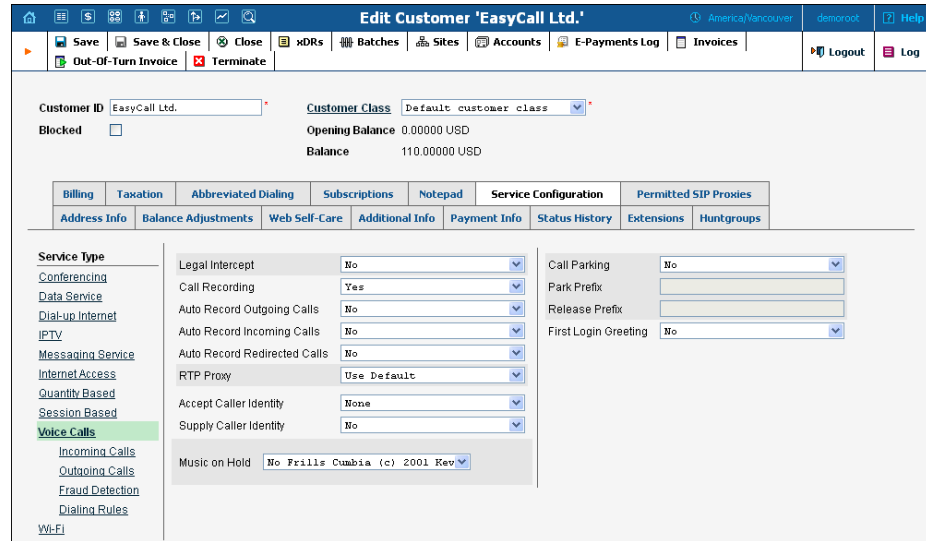 Edit Customer 'EasyCall Ltd.' America/Vancouver demoroot Help
Save Save & Close Close xDRs Batches Sites Accounts E-Payments Log Invoices Logout Log
Out-Of-Turn Invoice Terminate
Customer ID EasyCall Ltd. * Customer Class Default customer class *
Blocked Opening Balance 0.00000 USD
Balance 110.00000 USD
Billing Taxation Abbreviated Dialing Subscriptions Notepad Service Configuration Permitted SIP Proxies
Address Info Balance Adjustments Web Self-Care Additional Info Payment Info Status History Extensions Huntgroups
Service Type
Conferencing
Data Service
Dial-up Internet
IPTV
Messaging Service
Internet Access
Quantity Based
Session Based
Voice Calls
Incoming Calls
Outgoing Calls
Fraud Detection
Dialing Rules
Wi-Fi
Legal Intercept No
Call Recording Yes
Auto Record Outgoing Calls No
Auto Record Incoming Calls No
Auto Record Redirected Calls No
RTP Proxy Use Default
Accept Caller Identity None
Supply Caller Identity No
Music on Hold No Frills Cumbia (c) 2001 Kev
Call Parking No
Park Prefix
Release Prefix
First Login Greeting No